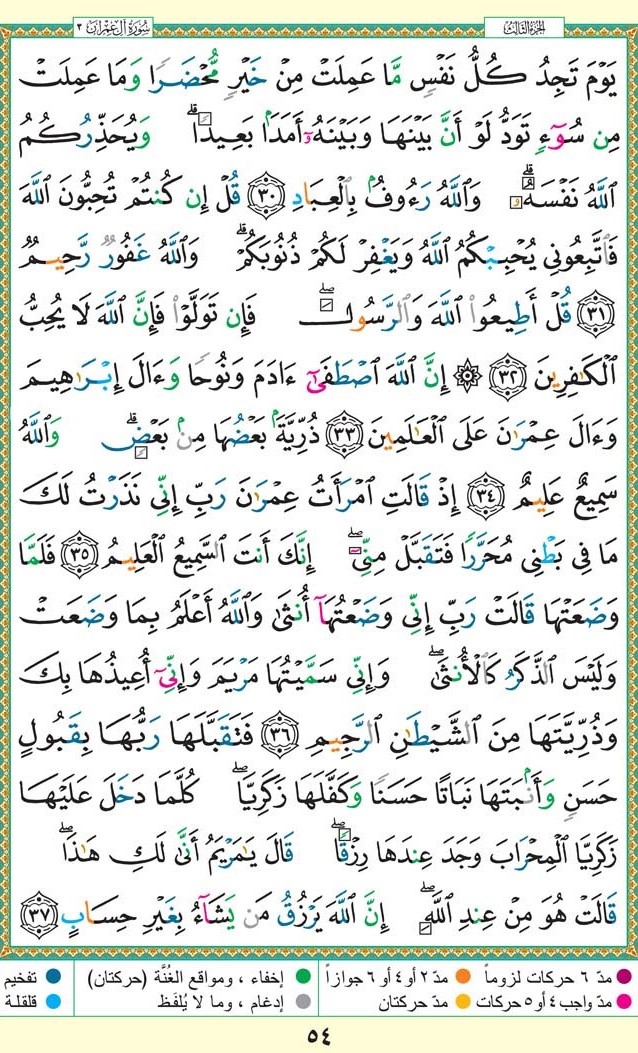 الجزء الثالث
سورة آل عمران ٣
يَوْمَ تَجِدُ كُلُّ نَفْسٍ مَّا عَمِلَتْ مِنْ خَيْرٍ مُّحْضَرًا وَمَا عَمِلَتْ
مِن سُوٓءٍ تَوَدُّ لَوْ أَنَّ بَيْنَهَا وَبَيْنَهُۥٓ أَمَدًۢا بَعِيدًا ۗ وَيُحَذِّرُكُمُ
ٱللَّهُ نَفْسَهُۥ ۗ وَٱللَّهُ رَءُوفٌۢ بِٱلْعِبَادِ ٣٠ قُلْ إِن كُنتُمْ تُحِبُّونَ ٱللَّهَ
فَٱتَّبِعُونِى يُحْبِبْكُمُ ٱللَّهُ وَيَغْفِرْ لَكُمْ ذُنُوبَكُمْ ۗ وَٱللَّهُ غَفُورٌ رَّحِيمٌ
٣١ قُلْ أَطِيعُوا۟ ٱللَّهَ وَٱلرَّسُولَ ۖ فَإِن تَوَلَّوْا۟ فَإِنَّ ٱللَّهَ لَا يُحِبُّ
ٱلْكَٰفِرِينَ ٣٢ ۞ إِنَّ ٱللَّهَ ٱصْطَفَىٰٓ ءَادَمَ وَنُوحًا وَءَالَ إِبْرَٰهِيمَ
وَءَالَ عِمْرَٰنَ عَلَى ٱلْعَٰلَمِينَ ٣٣ ذُرِّيَّةًۢ بَعْضُهَا مِنۢ بَعْضٍ ۗ وَٱللَّهُ
سَمِيعٌ عَلِيمٌ ٣٤ إِذْ قَالَتِ ٱمْرَأَتُ عِمْرَٰنَ رَبِّ إِنِّى نَذَرْتُ لَكَ
مَا فِى بَطْنِى مُحَرَّرًا فَتَقَبَّلْ مِنِّىٓ ۖ إِنَّكَ أَنتَ ٱلسَّمِيعُ ٱلْعَلِيمُ ٣٥ فَلَمَّا
وَضَعَتْهَا قَالَتْ رَبِّ إِنِّى وَضَعْتُهَآ أُنثَىٰ وَٱللَّهُ أَعْلَمُ بِمَا وَضَعَتْ
وَلَيْسَ ٱلذَّكَرُ كَٱلْأُنثَىٰ ۖ وَإِنِّى سَمَّيْتُهَا مَرْيَمَ وَإِنِّىٓ أُعِيذُهَا بِكَ
وَذُرِّيَّتَهَا مِنَ ٱلشَّيْطَٰنِ ٱلرَّجِيمِ ٣٦ فَتَقَبَّلَهَا رَبُّهَا بِقَبُولٍ
حَسَنٍ وَأَنۢبَتَهَا نَبَاتًا حَسَنًا وَكَفَّلَهَا زَكَرِيَّا ۖ كُلَّمَا دَخَلَ عَلَيْهَا
زَكَرِيَّا ٱلْمِحْرَابَ وَجَدَ عِندَهَا رِزْقًا ۖ قَالَ يَٰمَرْيَمُ أَنَّىٰ لَكِ هَٰذَا ۖ
قَالَتْ هُوَ مِنْ عِندِ ٱللَّهِ ۖ إِنَّ ٱللَّهَ يَرْزُقُ مَن يَشَآءُ بِغَيْرِ حِسَابٍ ٣٧
مدّ ٦ حركات لزوماً مدّ ٢ أو ٤ أو ٦ جوازاً إخفاء ، ومواقع الغُنَّة (حركتان) تفخيم
مدّ واجب ٤ أو ٥ حركات مدّ حركتان إدغام ، وما لا يُلفَظ قلقلة
٥٤